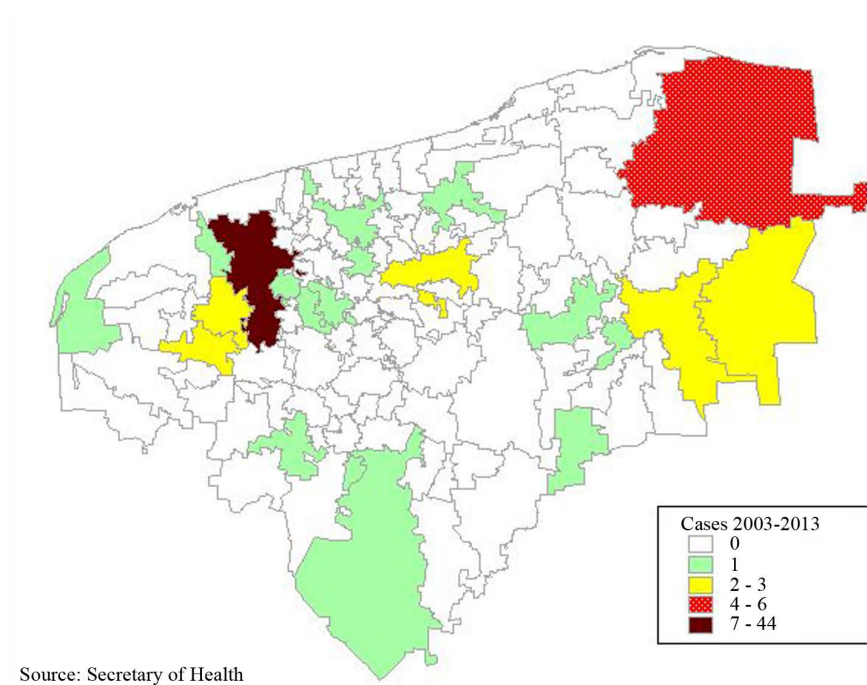 Cases 2003-2013
0
1
2 - 3
4 - 6
7 - 44
Source: Secretary of Health